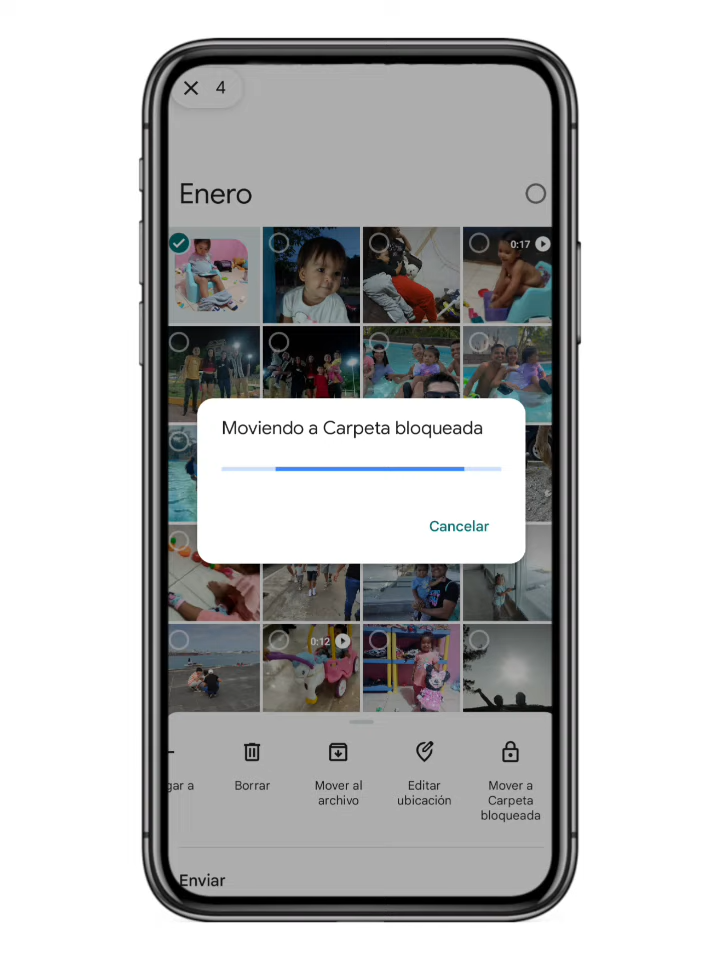 4
Enero
0:17
Moviendo a Carpeta bloqueada
Cancelar
0:12
gar a
Borrar
Mover al
archivo
Editar
ubicación
Mover a
Carpeta
bloqueada
Enviar